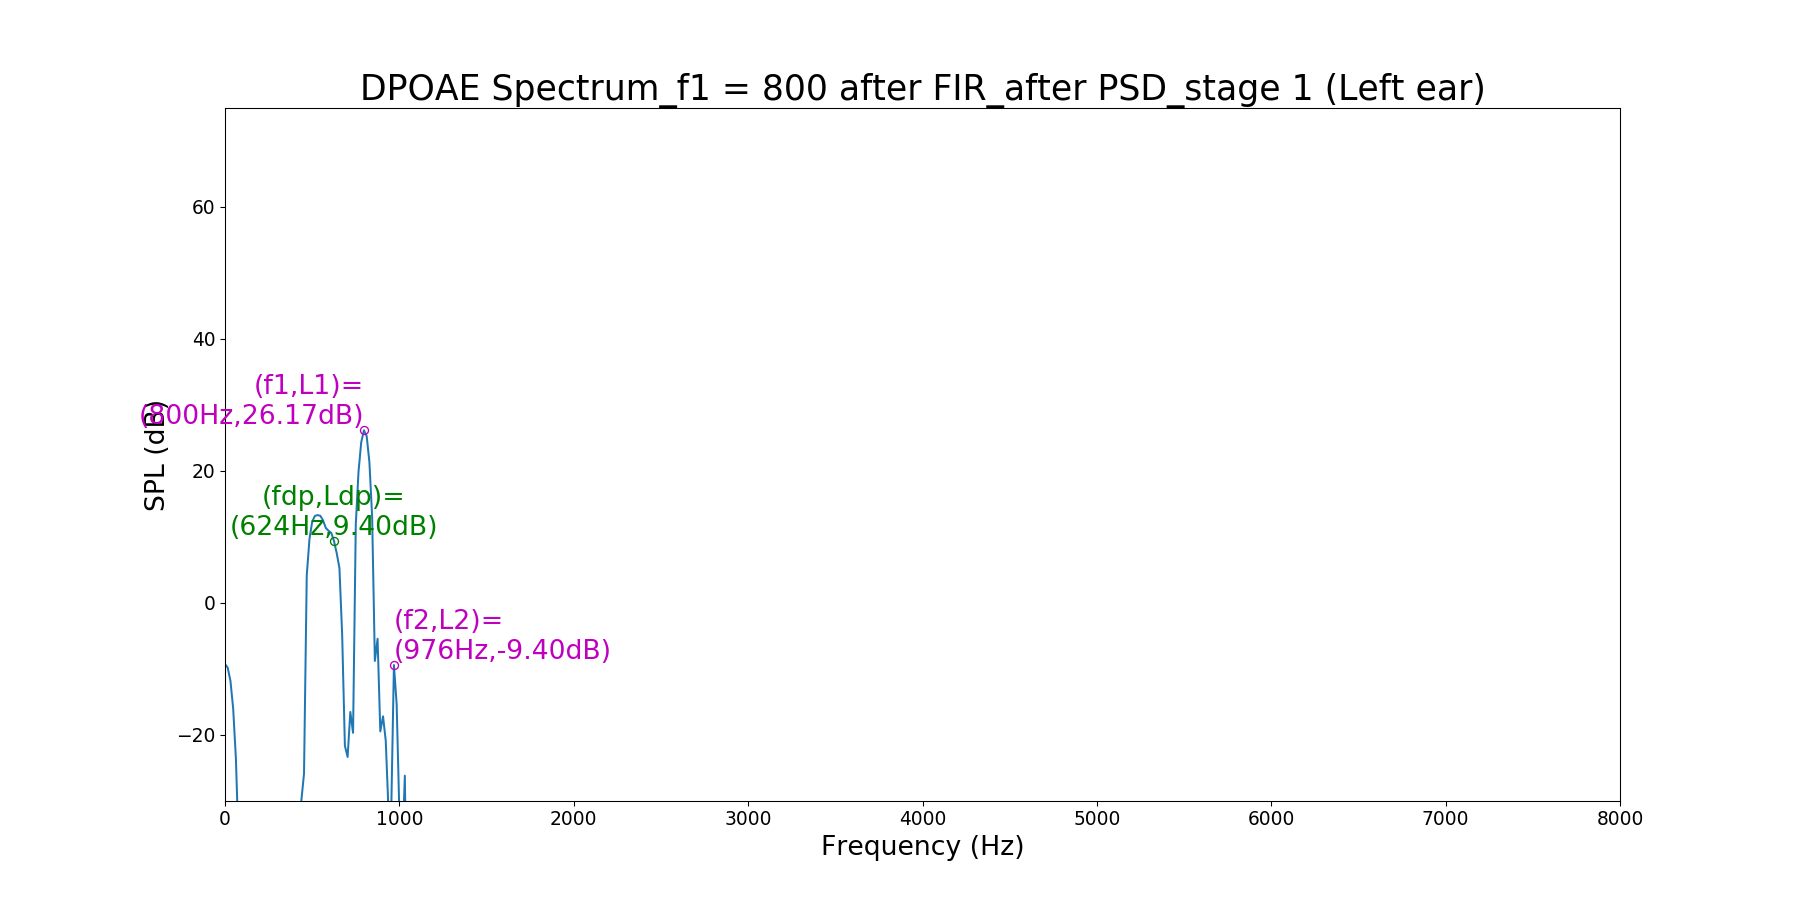 DPOAE Spectrum_f1 = 800 after FIR_after PSD_stage 1 (Left ear)
60
40
(f1,L1)=
(800Hz,26.17dB)
SPL (dB)
20
(fdp,Ldp)=
(624Hz,9.40dB)
0
(f2,L2)=
(976Hz,-9.40dB)
−20
0 1000 2000 3000 4000 5000 6000 7000 8000
Frequency (Hz)